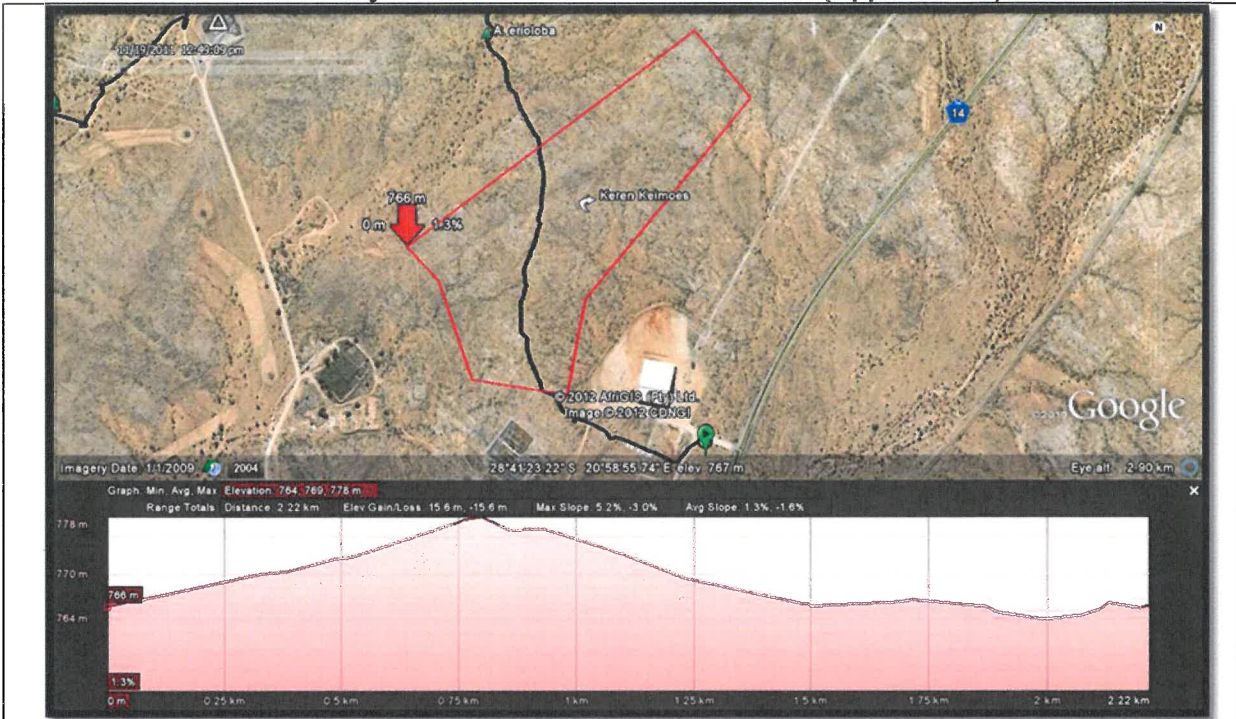 A. erioloba
N
11/19/2011 12:49:09 pm
14
766 m
Keren Keimoes
0 m 1.3%
© 2012 AfriGIS (Pty) Ltd.
Image © 2012 CDNGI
Google
Imagery Date: 1/1/2009 2004 28°41'23.22" S 20°58'55.74" E elev 767 m Eye alt 2.90 km
Graph: Min, Avg, Max Elevation: 764, 769, 778 m
Range Totals: Distance: 2.22 km Elev Gain/Loss: 15.6 m, -15.6 m Max Slope: 5.2%, -3.0% Avg Slope: 1.3%, -1.6%
778 m
770 m
766 m
764 m
1.3%
0 m 0.25 km 0.5 km 0.75 km 1 km 1.25 km 1.5 km 1.75 km 2 km 2.22 km